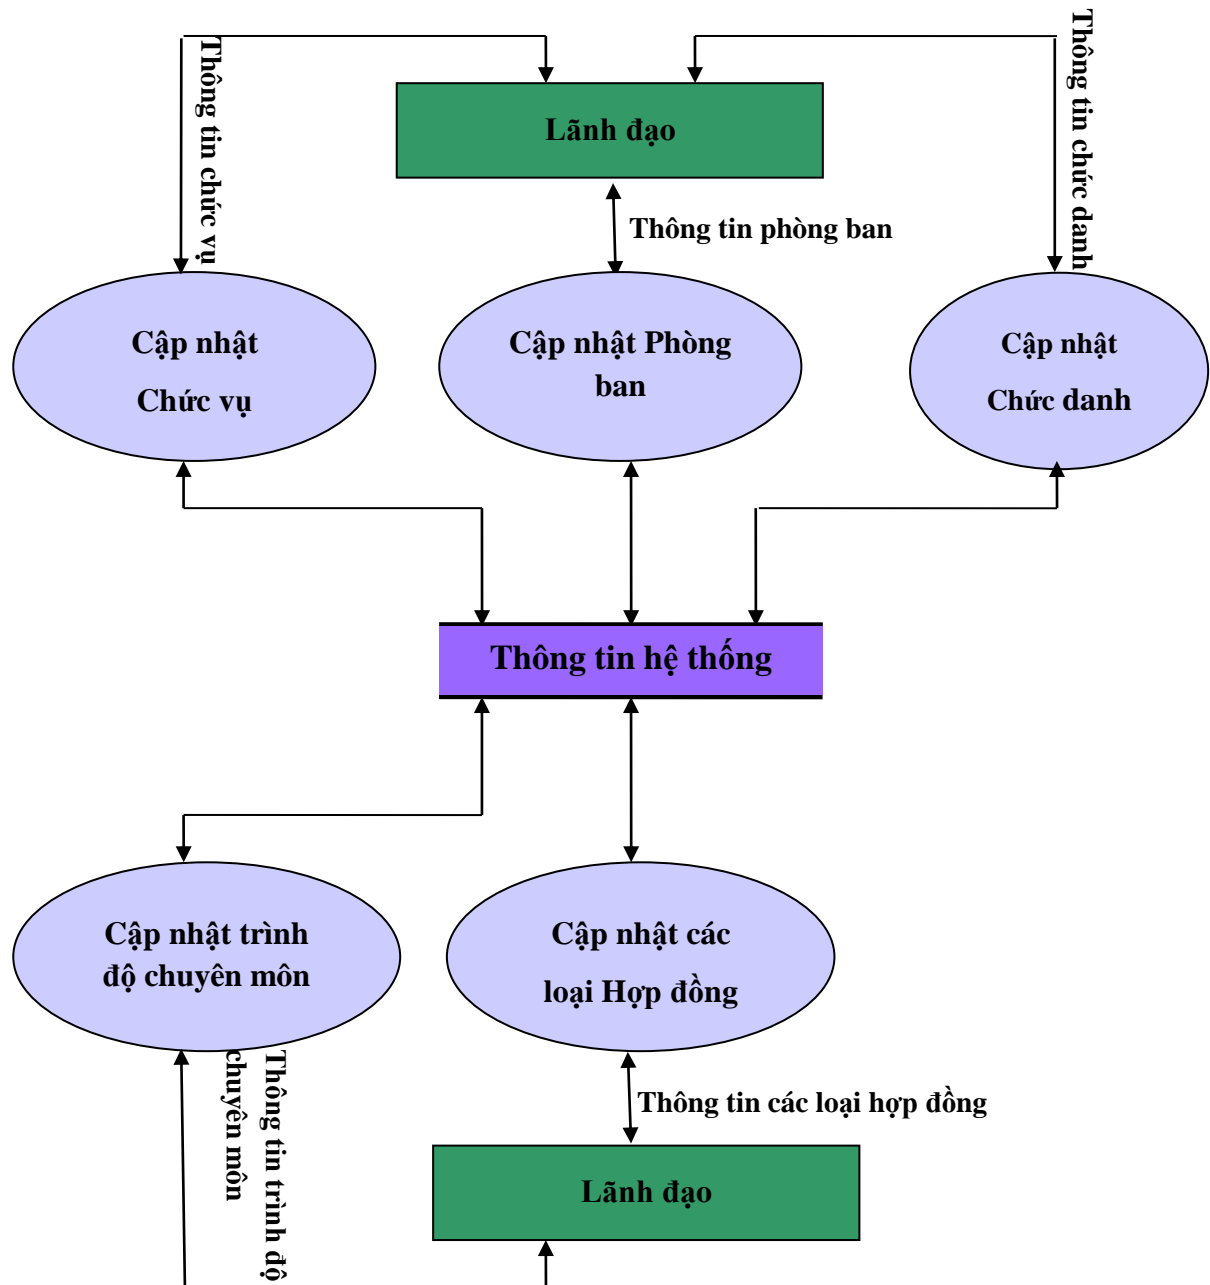 Thông tin chức vụ
Thông tin chức danh
Lãnh đạo
Thông tin phòng ban
Cập nhật
Chức vụ
Cập nhật Phòng
ban
Cập nhật
Chức danh
Thông tin hệ thống
Cập nhật trình
độ chuyên môn
Cập nhật các
loại Hợp đồng
Thông tin trình độ
chuyên môn
Thông tin các loại hợp đồng
Lãnh đạo